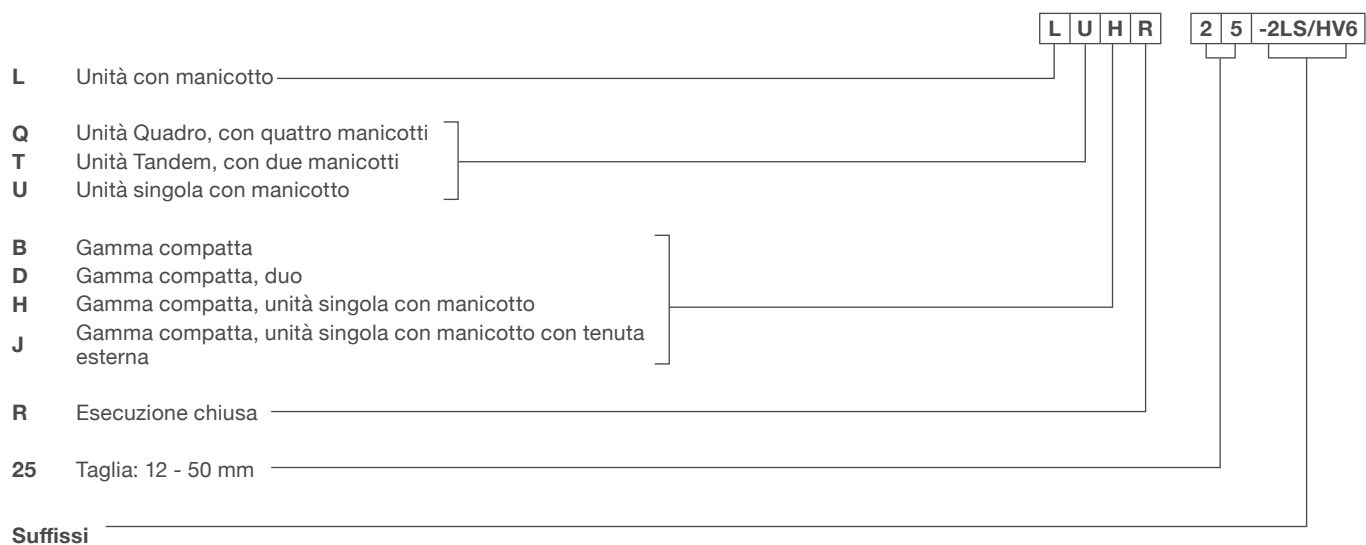 L U H R 2 5 -2LS/HV6
L Unità con manicotto
Q Unità Quadro, con quattro manicotti
T Unità Tandem, con due manicotti
U Unità singola con manicotto
B Gamma compatta
D Gamma compatta, duo
H Gamma compatta, unità singola con manicotto
J Gamma compatta, unità singola con manicotto con tenuta
esterna
R Esecuzione chiusa
25 Taglia: 12 - 50 mm
Suffissi